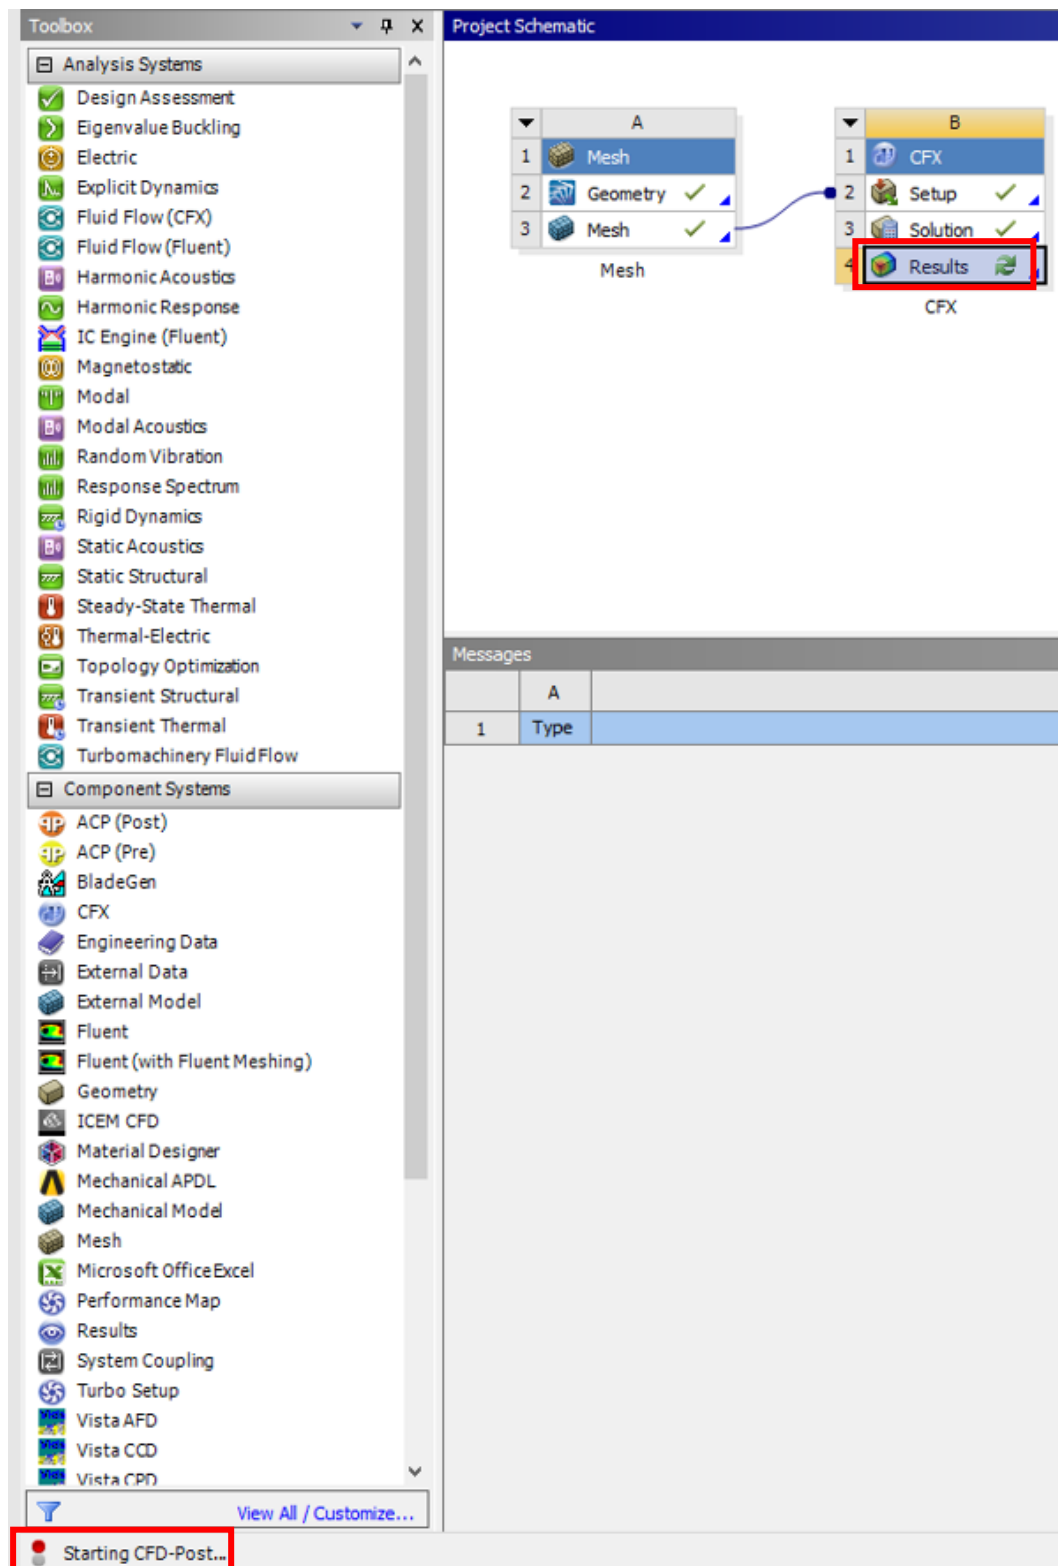 Toolbox
Analysis Systems
Design Assessment
Eigenvalue Buckling
Electric
Explicit Dynamics
Fluid Flow (CFX)
Fluid Flow (Fluent)
Harmonic Acoustics
Harmonic Response
IC Engine (Fluent)
Magnetostatic
Modal
Modal Acoustics
Random Vibration
Response Spectrum
Rigid Dynamics
Static Acoustics
Static Structural
Steady-State Thermal
Thermal-Electric
Topology Optimization
Transient Structural
Transient Thermal
Turbomachinery Fluid Flow
Component Systems
ACP (Post)
ACP (Pre)
BladeGen
CFX
Engineering Data
External Data
External Model
Fluent
Fluent (with Fluent Meshing)
Geometry
ICEM CFD
Material Designer
Mechanical APDL
Mechanical Model
Mesh
Microsoft Office Excel
Performance Map
Results
System Coupling
Turbo Setup
Vista AFD
Vista CCD
Vista CPD
View All / Customize...
Starting CFD-Post...
Project Schematic
A
1 Mesh
2 Geometry
3 Mesh
Mesh
B
1 CFX
2 Setup
3 Solution
4 Results
CFX
Messages
A
1 Type